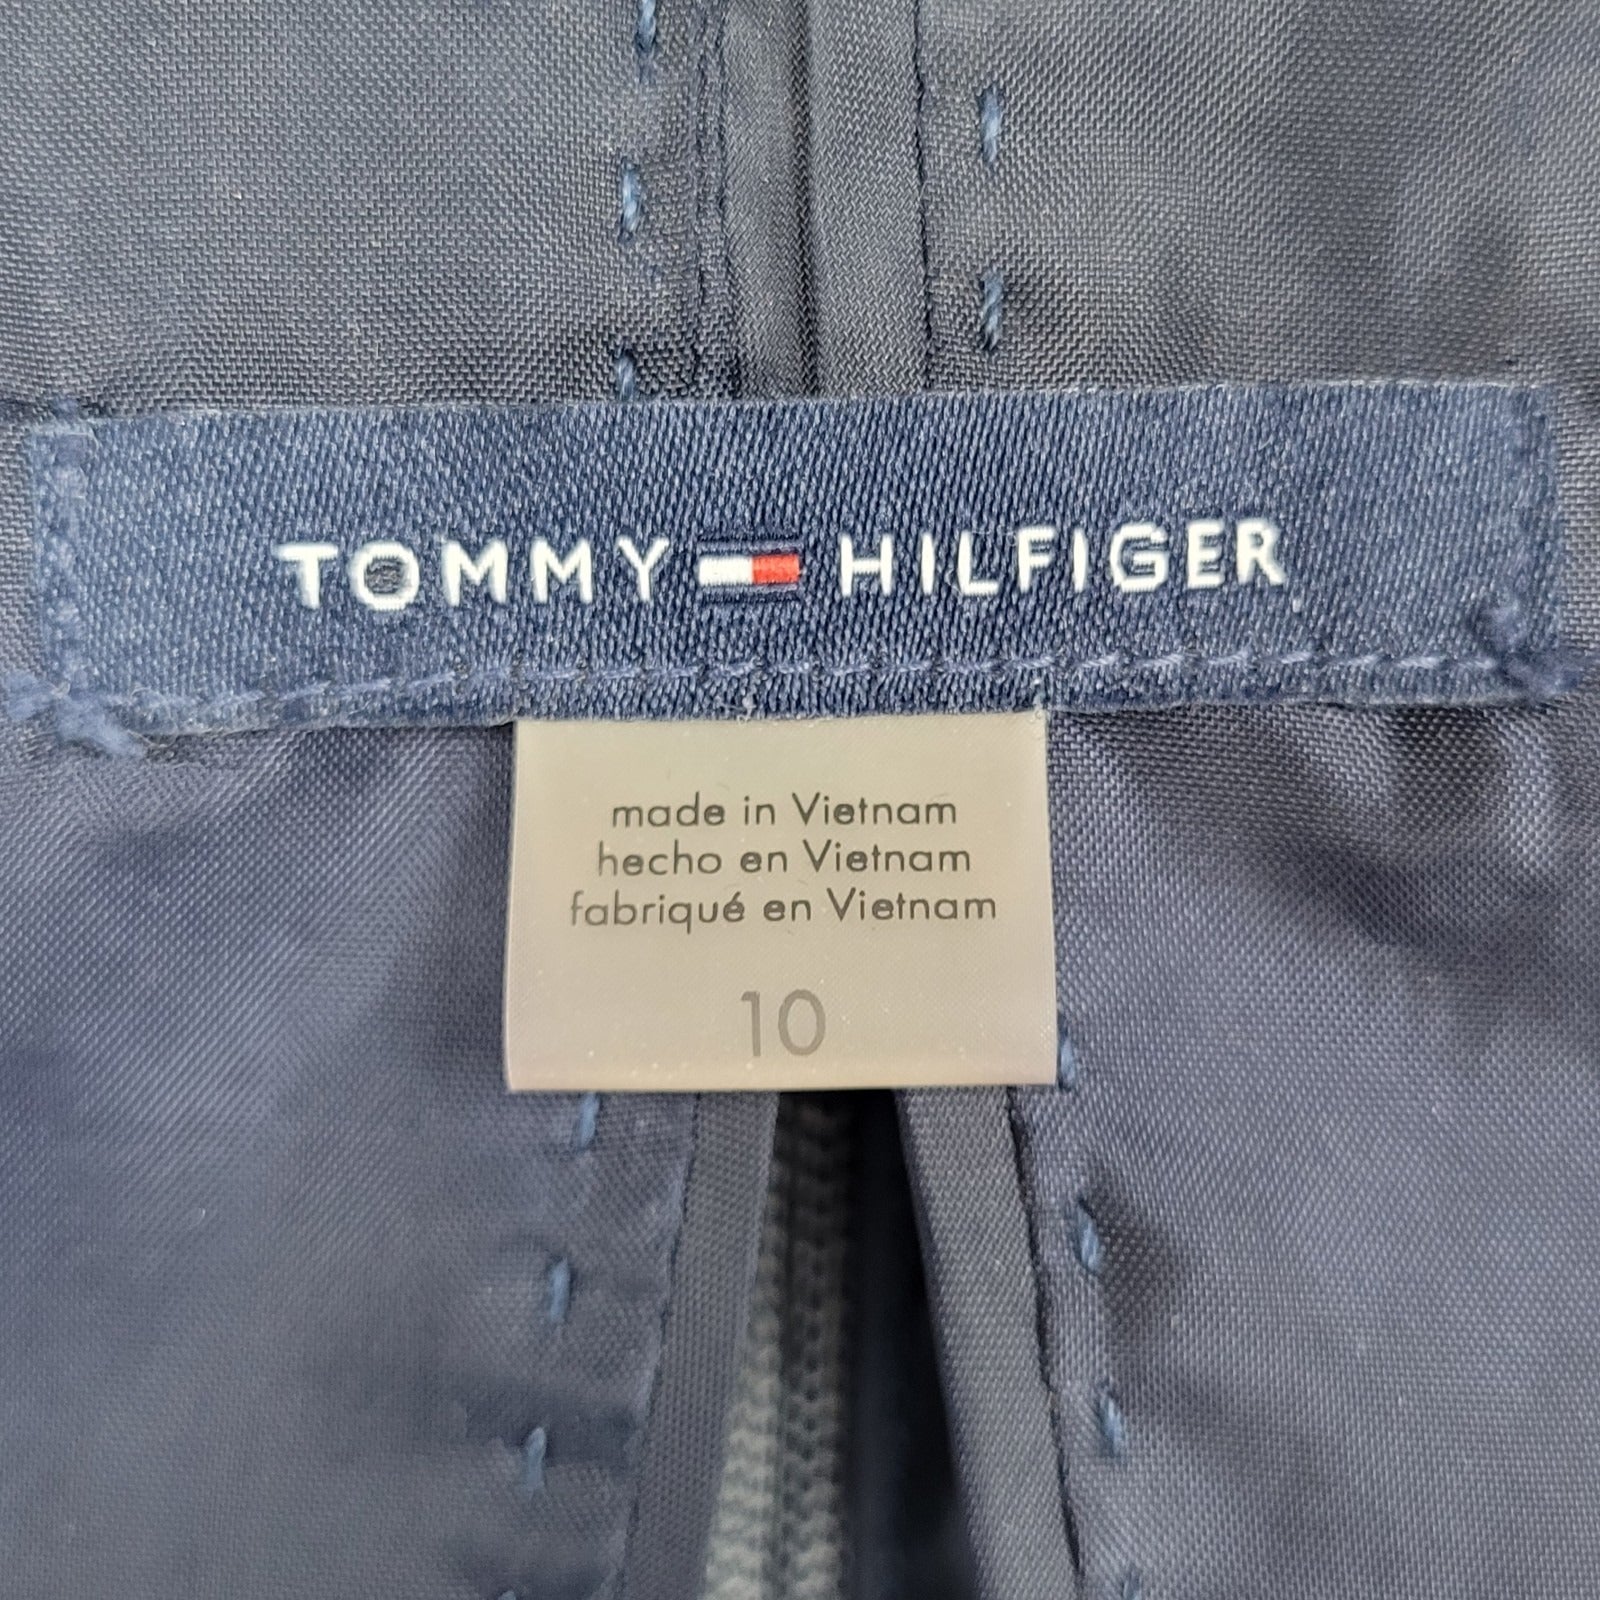 TOMMY HILFIGER
made in Vietnam
hecho en Vietnam
fabriqué en Vietnam
10